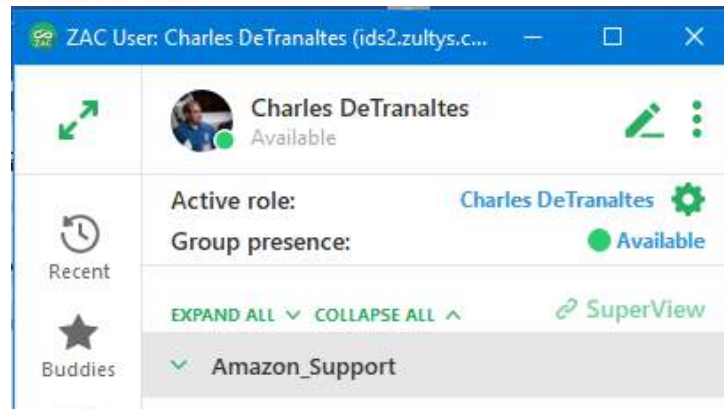 ZAC User: Charles DeTranaltes (ids2.zultys.c...
Charles DeTranaltes
Available
Active role: Charles DeTranaltes
Group presence: Available
Recent
EXPAND ALL COLLAPSE ALL SuperView
Buddies
Amazon_Support